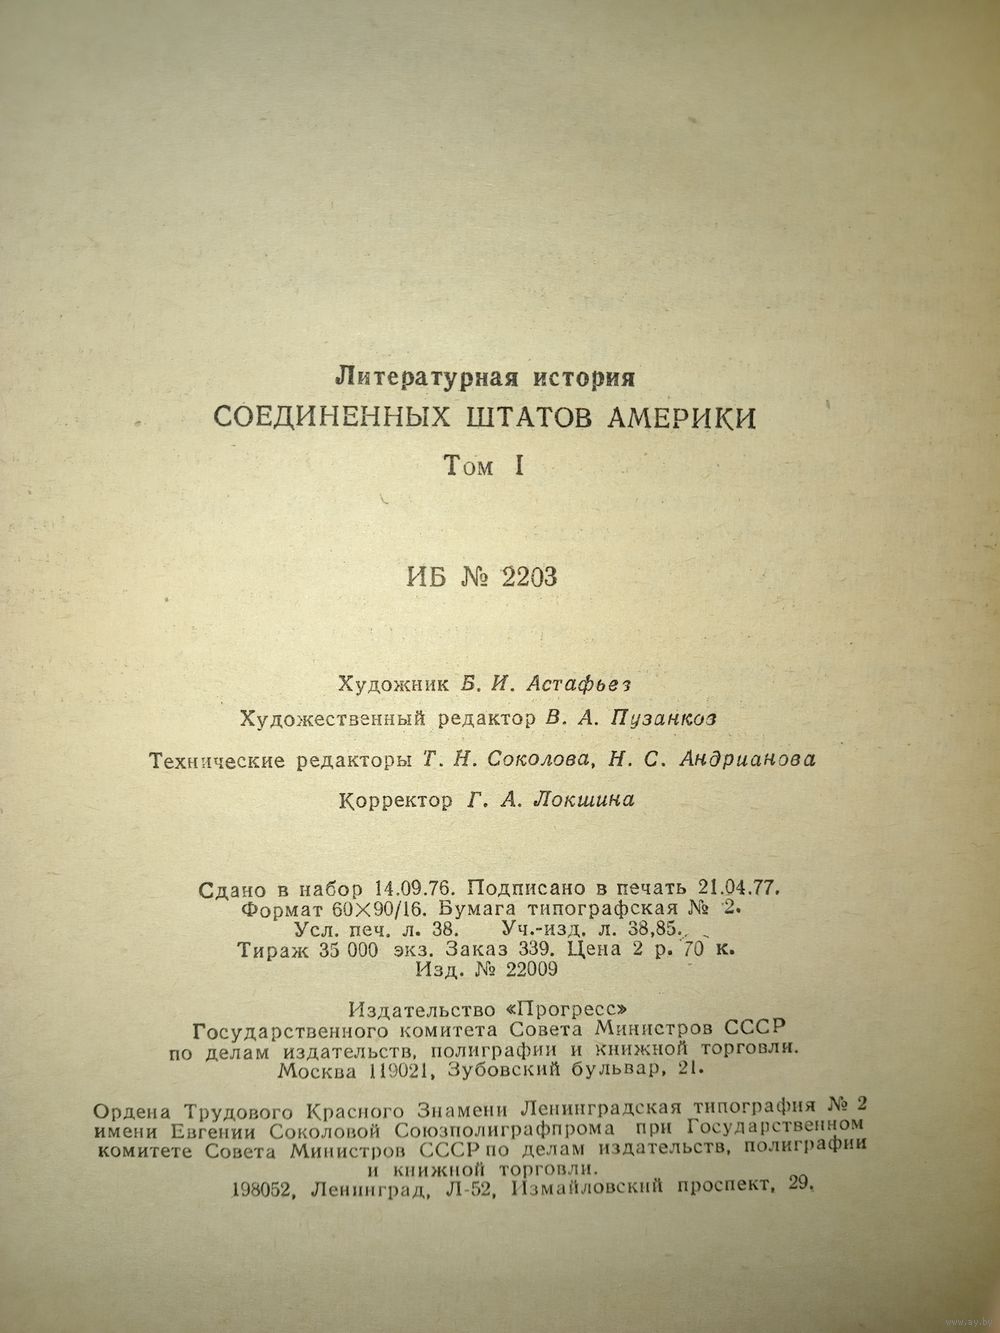 Литературная история
СОЕДИНЕННЫХ ШТАТОВ АМЕРИКИ
Том I
ИБ № 2203
Художник Б. И. Астафьев
Художественный редактор В. А. Пузанков
Технические редакторы Т. Н. Соколова, Н. С. Андрианова
Корректор Г. А. Локшина
Сдано в набор 14.09.76. Подписано в печать 21.04.77.
Формат 60×90/16. Бумага типографская № 2.
Усл. печ. л. 38. Уч.-изд. л. 38,85.
Тираж 35 000 экз. Заказ 339. Цена 2 р. 70 к.
Изд. № 22009
Издательство «Прогресс»
Государственного комитета Совета Министров СССР
по делам издательств, полиграфии и книжной торговли.
Москва 119021, Зубовский бульвар, 21.
Ордена Трудового Красного Знамени Ленинградская типография № 2
имени Евгении Соколовой Союзполиграфпрома при Государственном
комитете Совета Министров СССР по делам издательств, полиграфии
и книжной торговли.
198052, Ленинград, Л-52, Измайловский проспект, 29.
www.ay.by